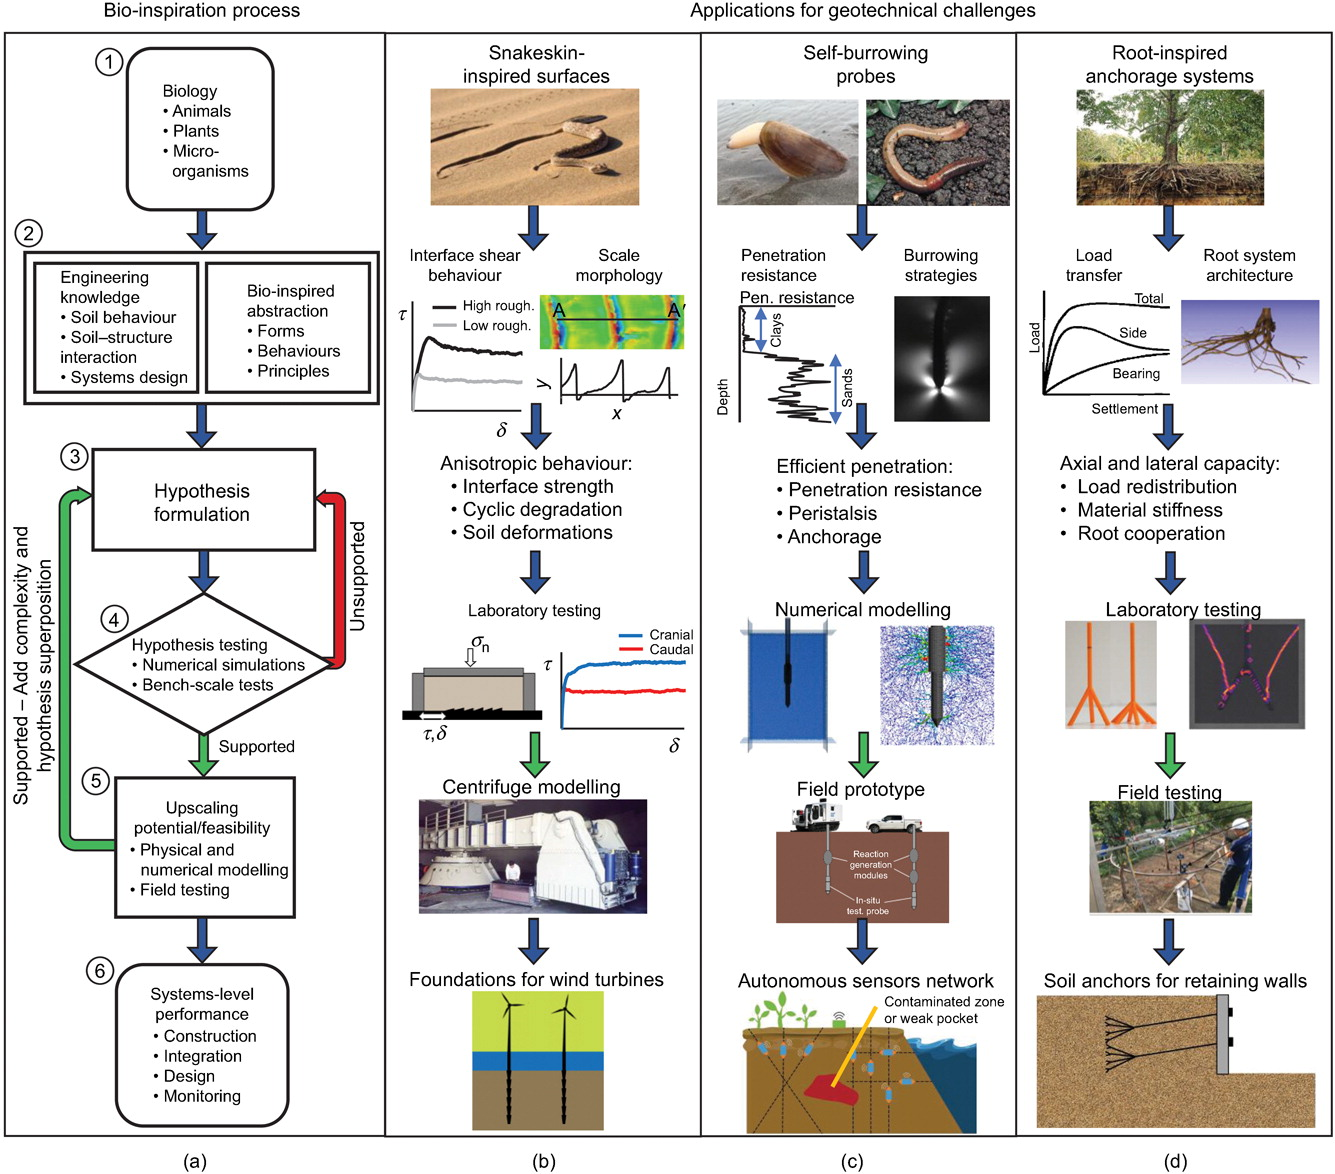 Bio-inspiration process
Applications for geotechnical challenges
1
Biology
• Animals
• Plants
• Micro-
organisms
2
Engineering
knowledge
• Soil behaviour
• Soil–structure
interaction
• Systems design
Bio-inspired
abstraction
• Forms
• Behaviours
• Principles
3
Hypothesis
formulation
Supported – Add complexity and
hypothesis superposition
Unsupported
4
Hypothesis testing
• Numerical simulations
• Bench-scale tests
Supported
5
Upscaling
potential/feasibility
• Physical and
numerical modelling
• Field testing
6
Systems-level
performance
• Construction
• Integration
• Design
• Monitoring
(a)
Snakeskin-
inspired surfaces
Interface shear
behaviour
Scale
morphology
τ
High rough.
Low rough.
δ
A
A′
y
x
Anisotropic behaviour:
• Interface strength
• Cyclic degradation
• Soil deformations
Laboratory testing
σn
τ,δ
Cranial
Caudal
τ
δ
Centrifuge modelling
Foundations for wind turbines
(b)
Self-burrowing
probes
Penetration
resistance
Burrowing
strategies
Pen. resistance
Clays
Sands
Depth
Efficient penetration:
• Penetration resistance
• Peristalsis
• Anchorage
Numerical modelling
Field prototype
Reaction
generation
modules
In-situ
test. probe
Autonomous sensors network
Contaminated zone
or weak pocket
(c)
Root-inspired
anchorage systems
Load
transfer
Root system
architecture
Load
Total
Side
Bearing
Settlement
Axial and lateral capacity:
• Load redistribution
• Material stiffness
• Root cooperation
Laboratory testing
Field testing
Soil anchors for retaining walls
(d)